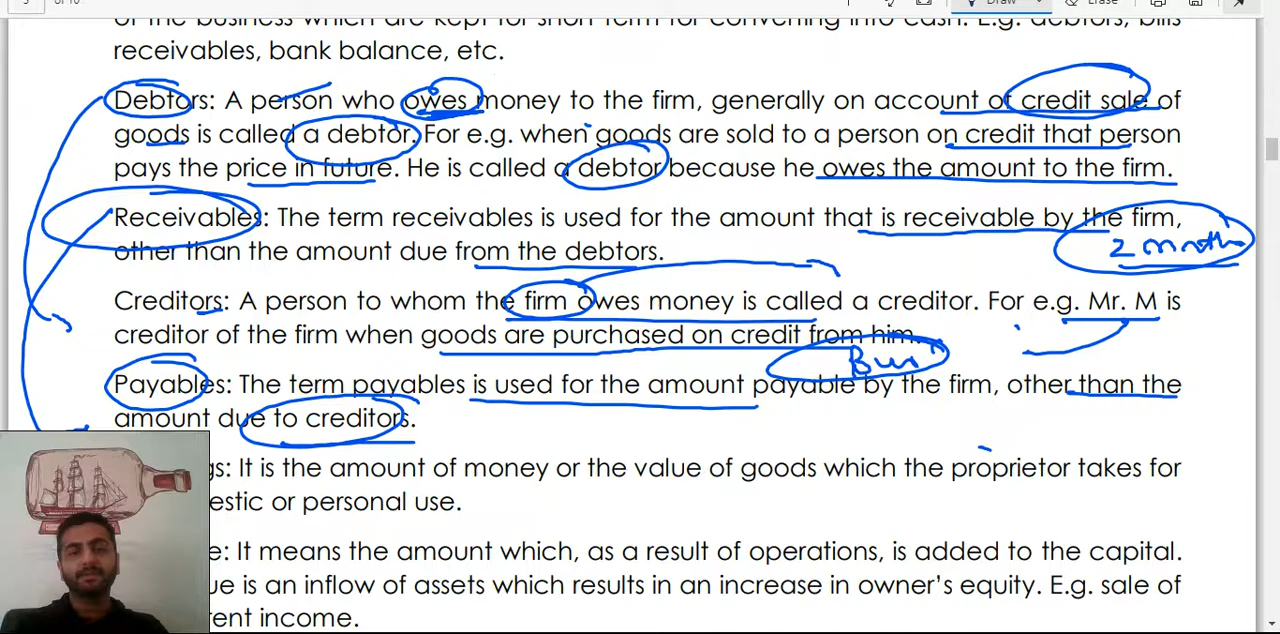 Draw
Erase
of the business which are kept for short term for converting into cash. E.g. debtors, bills
receivables, bank balance, etc.
Debtors: A person who owes money to the firm, generally on account of credit sale of
goods is called a debtor. For e.g. when goods are sold to a person on credit that person
pays the price in future. He is called a debtor because he owes the amount to the firm.
Receivables: The term receivables is used for the amount that is receivable by the firm,
other than the amount due from the debtors.
2 month
Creditors: A person to whom the firm owes money is called a creditor. For e.g. Mr. M is
creditor of the firm when goods are purchased on credit from him.
Payables: The term payables is used for the amount payable by the firm, other than the
amount due to creditors.
gs: It is the amount of money or the value of goods which the proprietor takes for
estic or personal use.
e: It means the amount which, as a result of operations, is added to the capital.
ue is an inflow of assets which results in an increase in owner's equity. E.g. sale of
rent income.